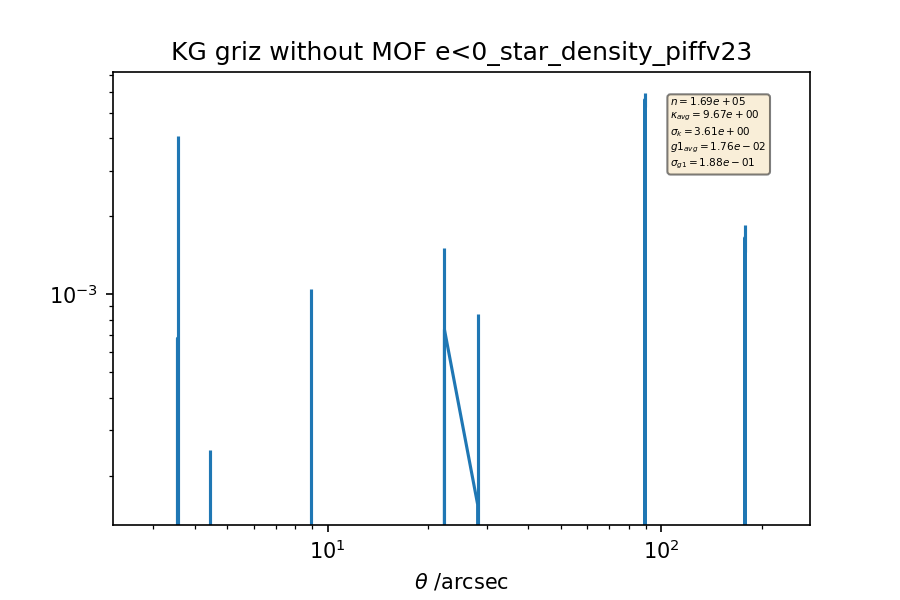 KG griz without MOF e<0_star_density_piffv23
n = 1.69e + 05
κavg = 9.67e + 00
σk = 3.61e + 00
g1avg = 1.76e − 02
σg1 = 1.88e − 01
10⁻³
10¹
10²
θ /arcsec